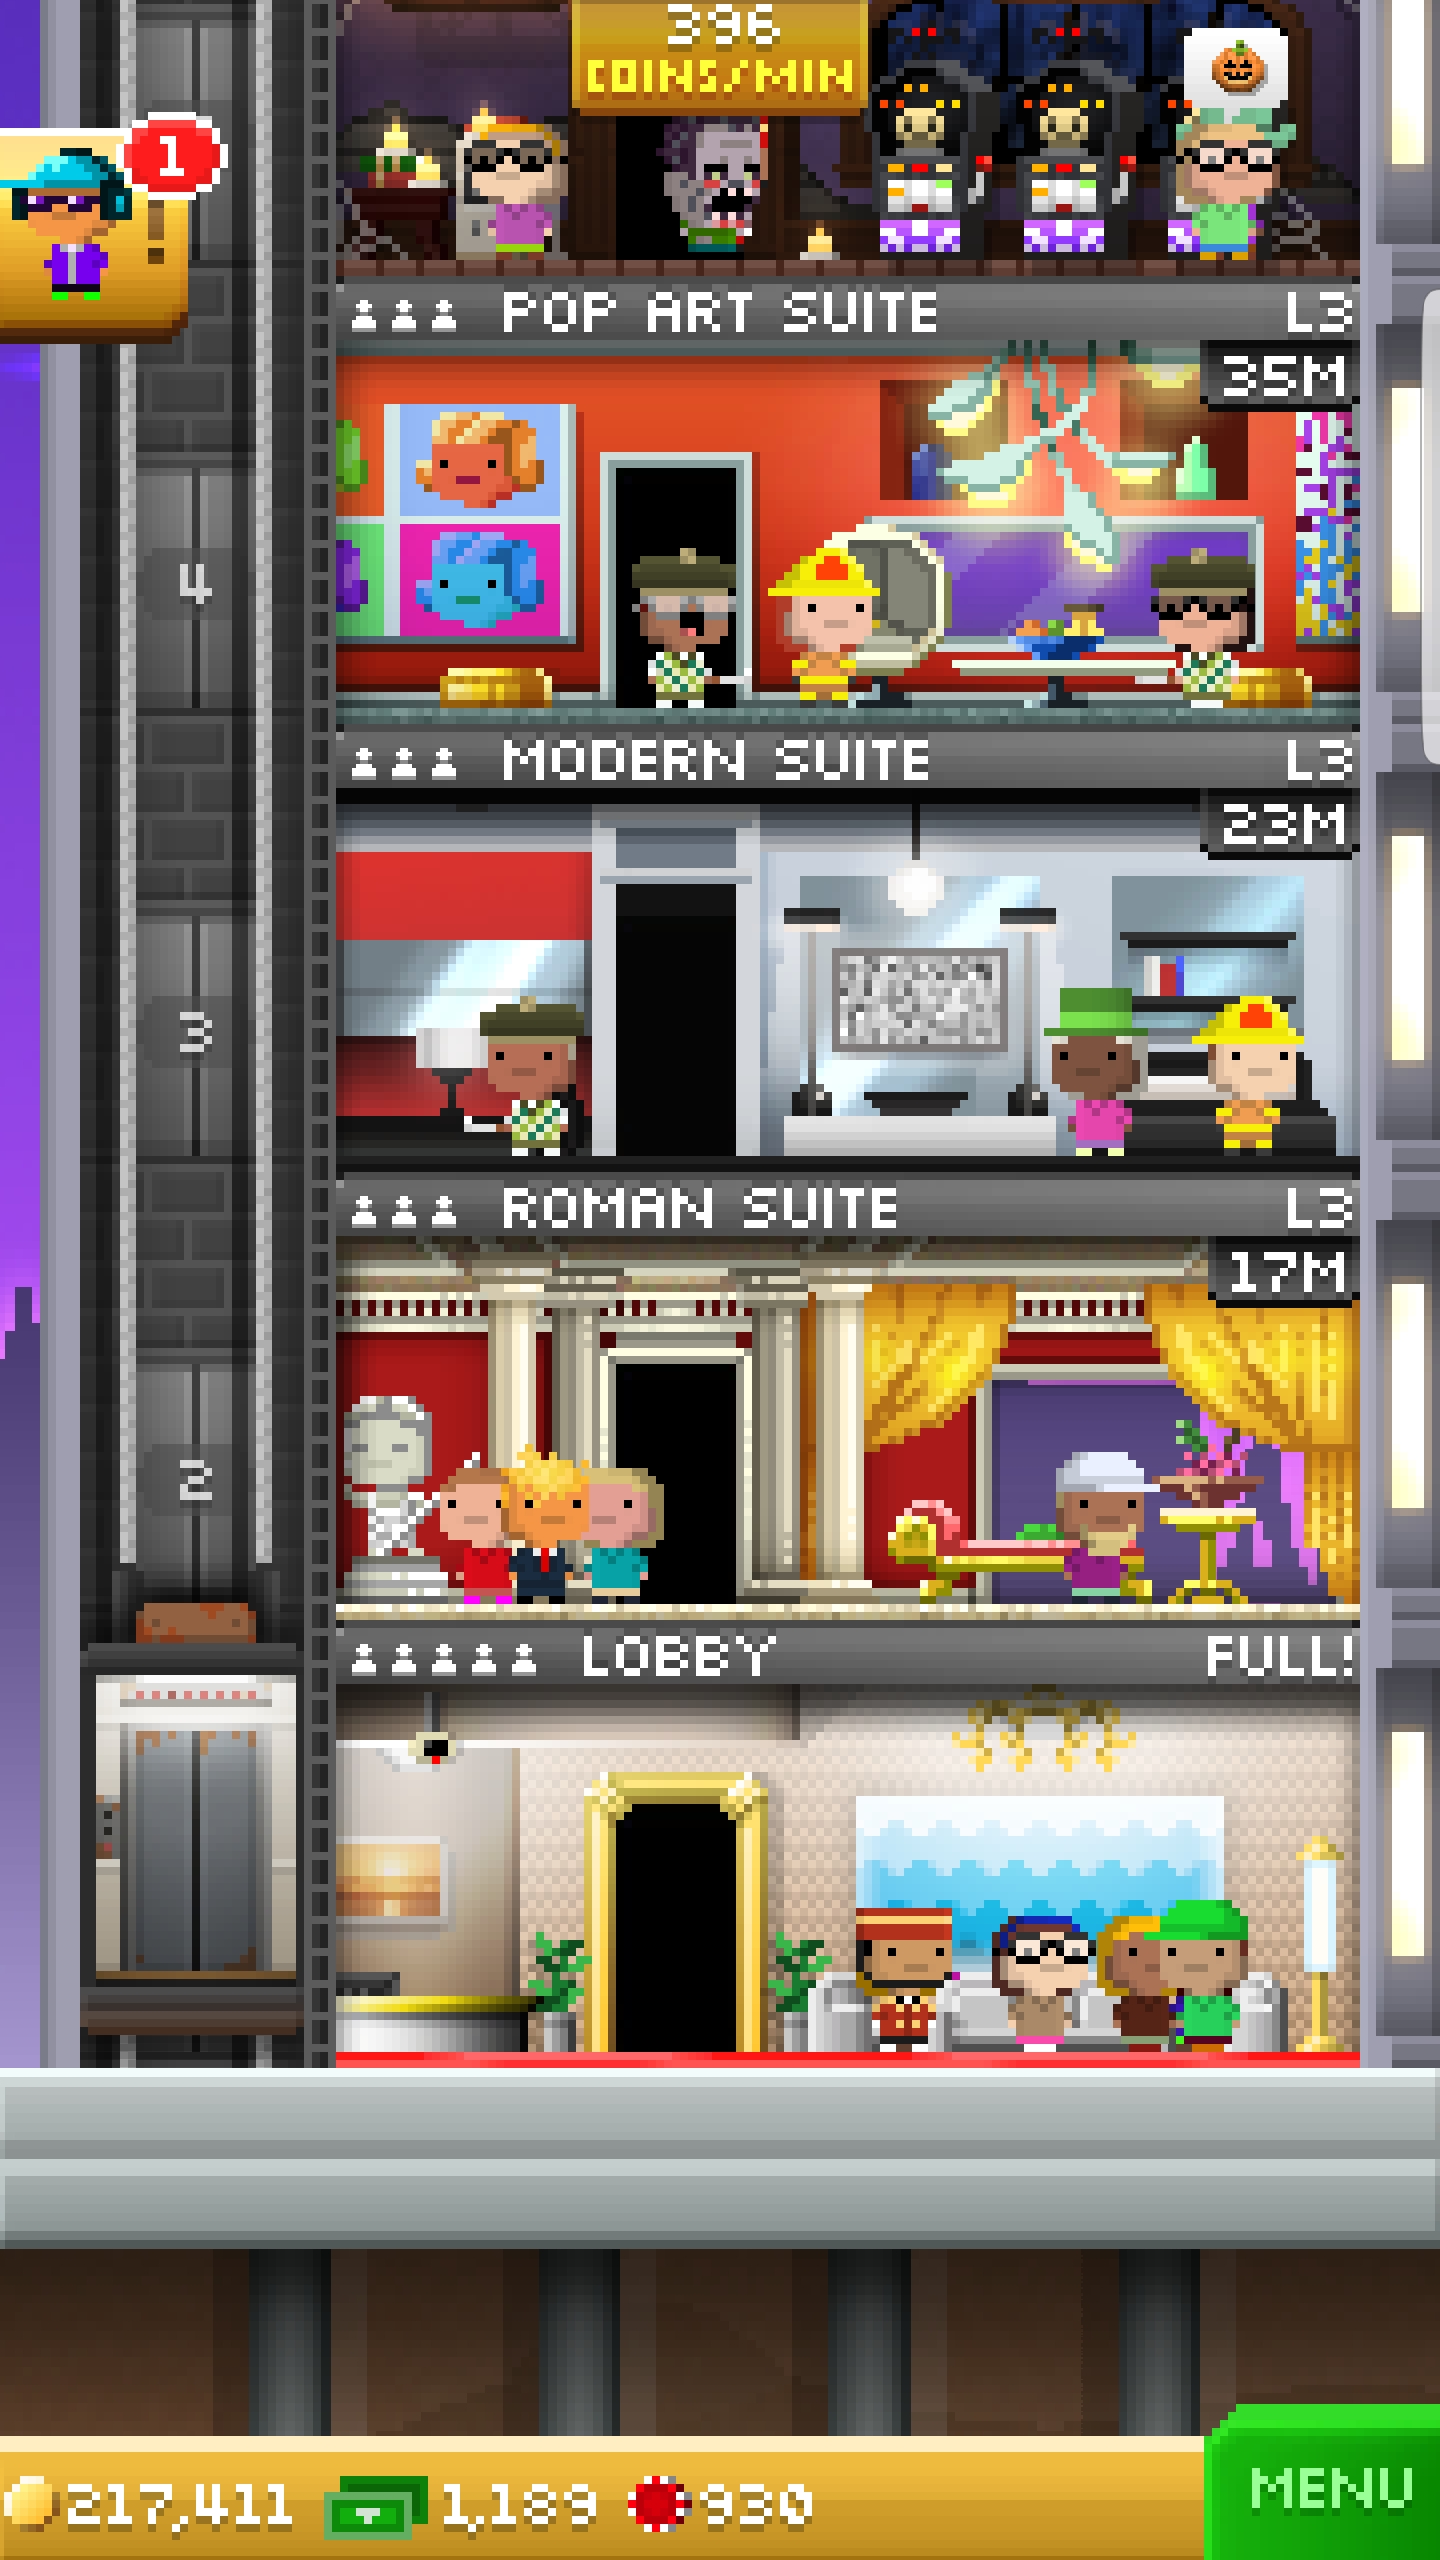 396
COINS/MIN
1
!
POP ART SUITE L3
35M
4
MODERN SUITE L3
23M
3
ROMAN SUITE L3
17M
2
LOBBY FULL!
217,411 1,189 930
MENU